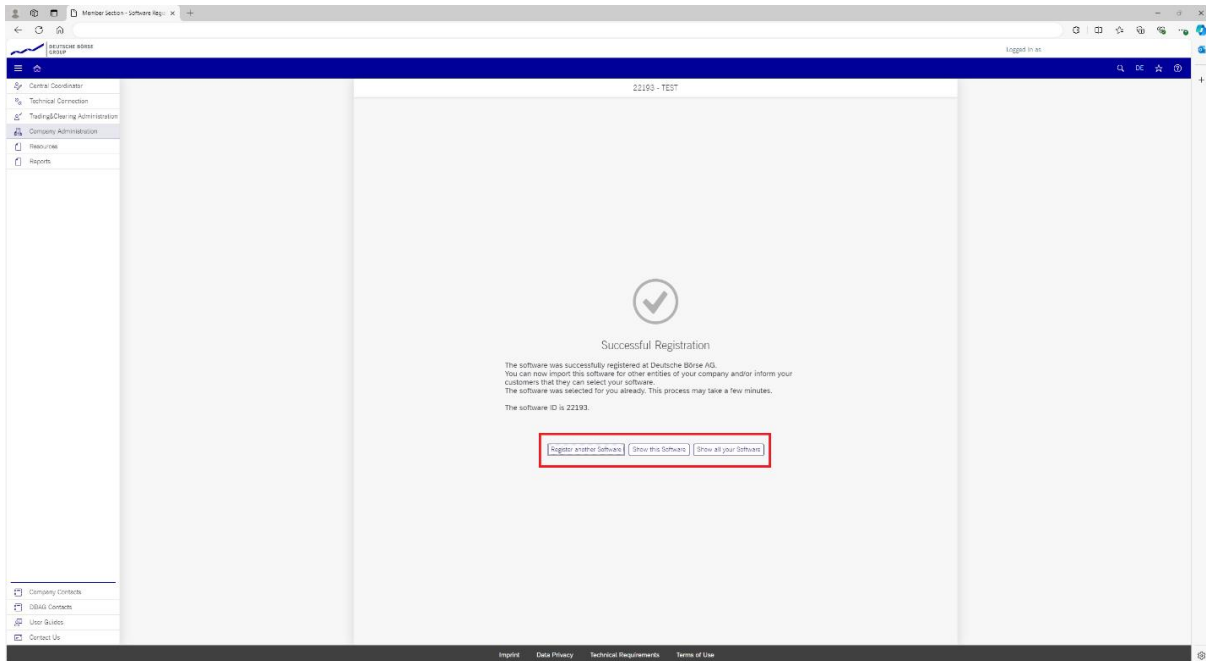 Member Section - Software Regi
DEUTSCHE BÖRSE
GROUP
Logged in as
DE
Central Coordinator
Technical Connection
Trading&Clearing Administration
Company Administration
Resources
Reports
22193 - TEST
Successful Registration
The software was successfully registered at Deutsche Börse AG.
You can now import this software for other entities of your company and/or inform your
customers that they can select your software.
The software was selected for you already. This process may take a few minutes.
The software ID is 22193.
Register another Software Show this Software Show all your Software
Company Contacts
DBAG Contacts
User Guides
Contact Us
Imprint Data Privacy Technical Requirements Terms of Use